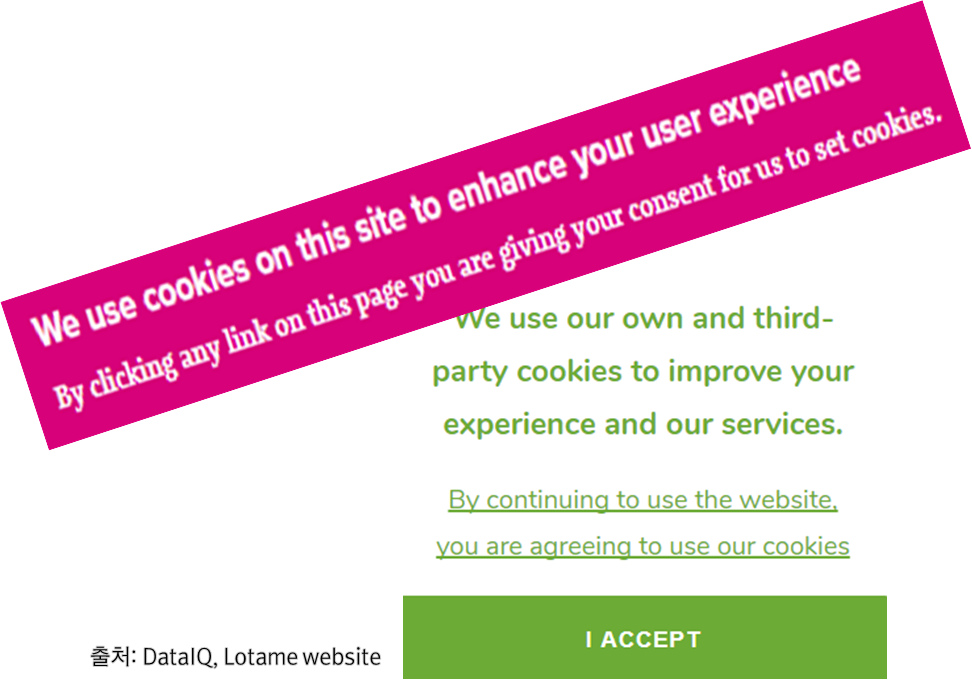 We use cookies on this site to enhance your user experience
By clicking any link on this page you are giving your consent for us to set cookies.
We use our own and third-
party cookies to improve your
experience and our services.
By continuing to use the website,
you are agreeing to use our cookies
I ACCEPT
출처: DataIQ, Lotame website